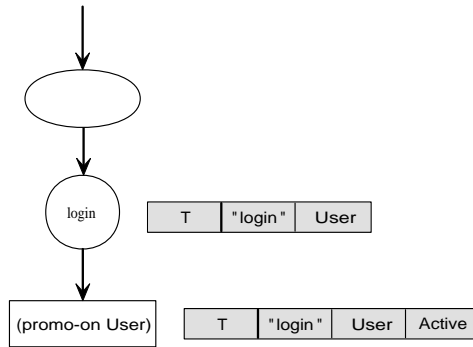 login
T "login" User
(promo-on User)
T "login" User Active